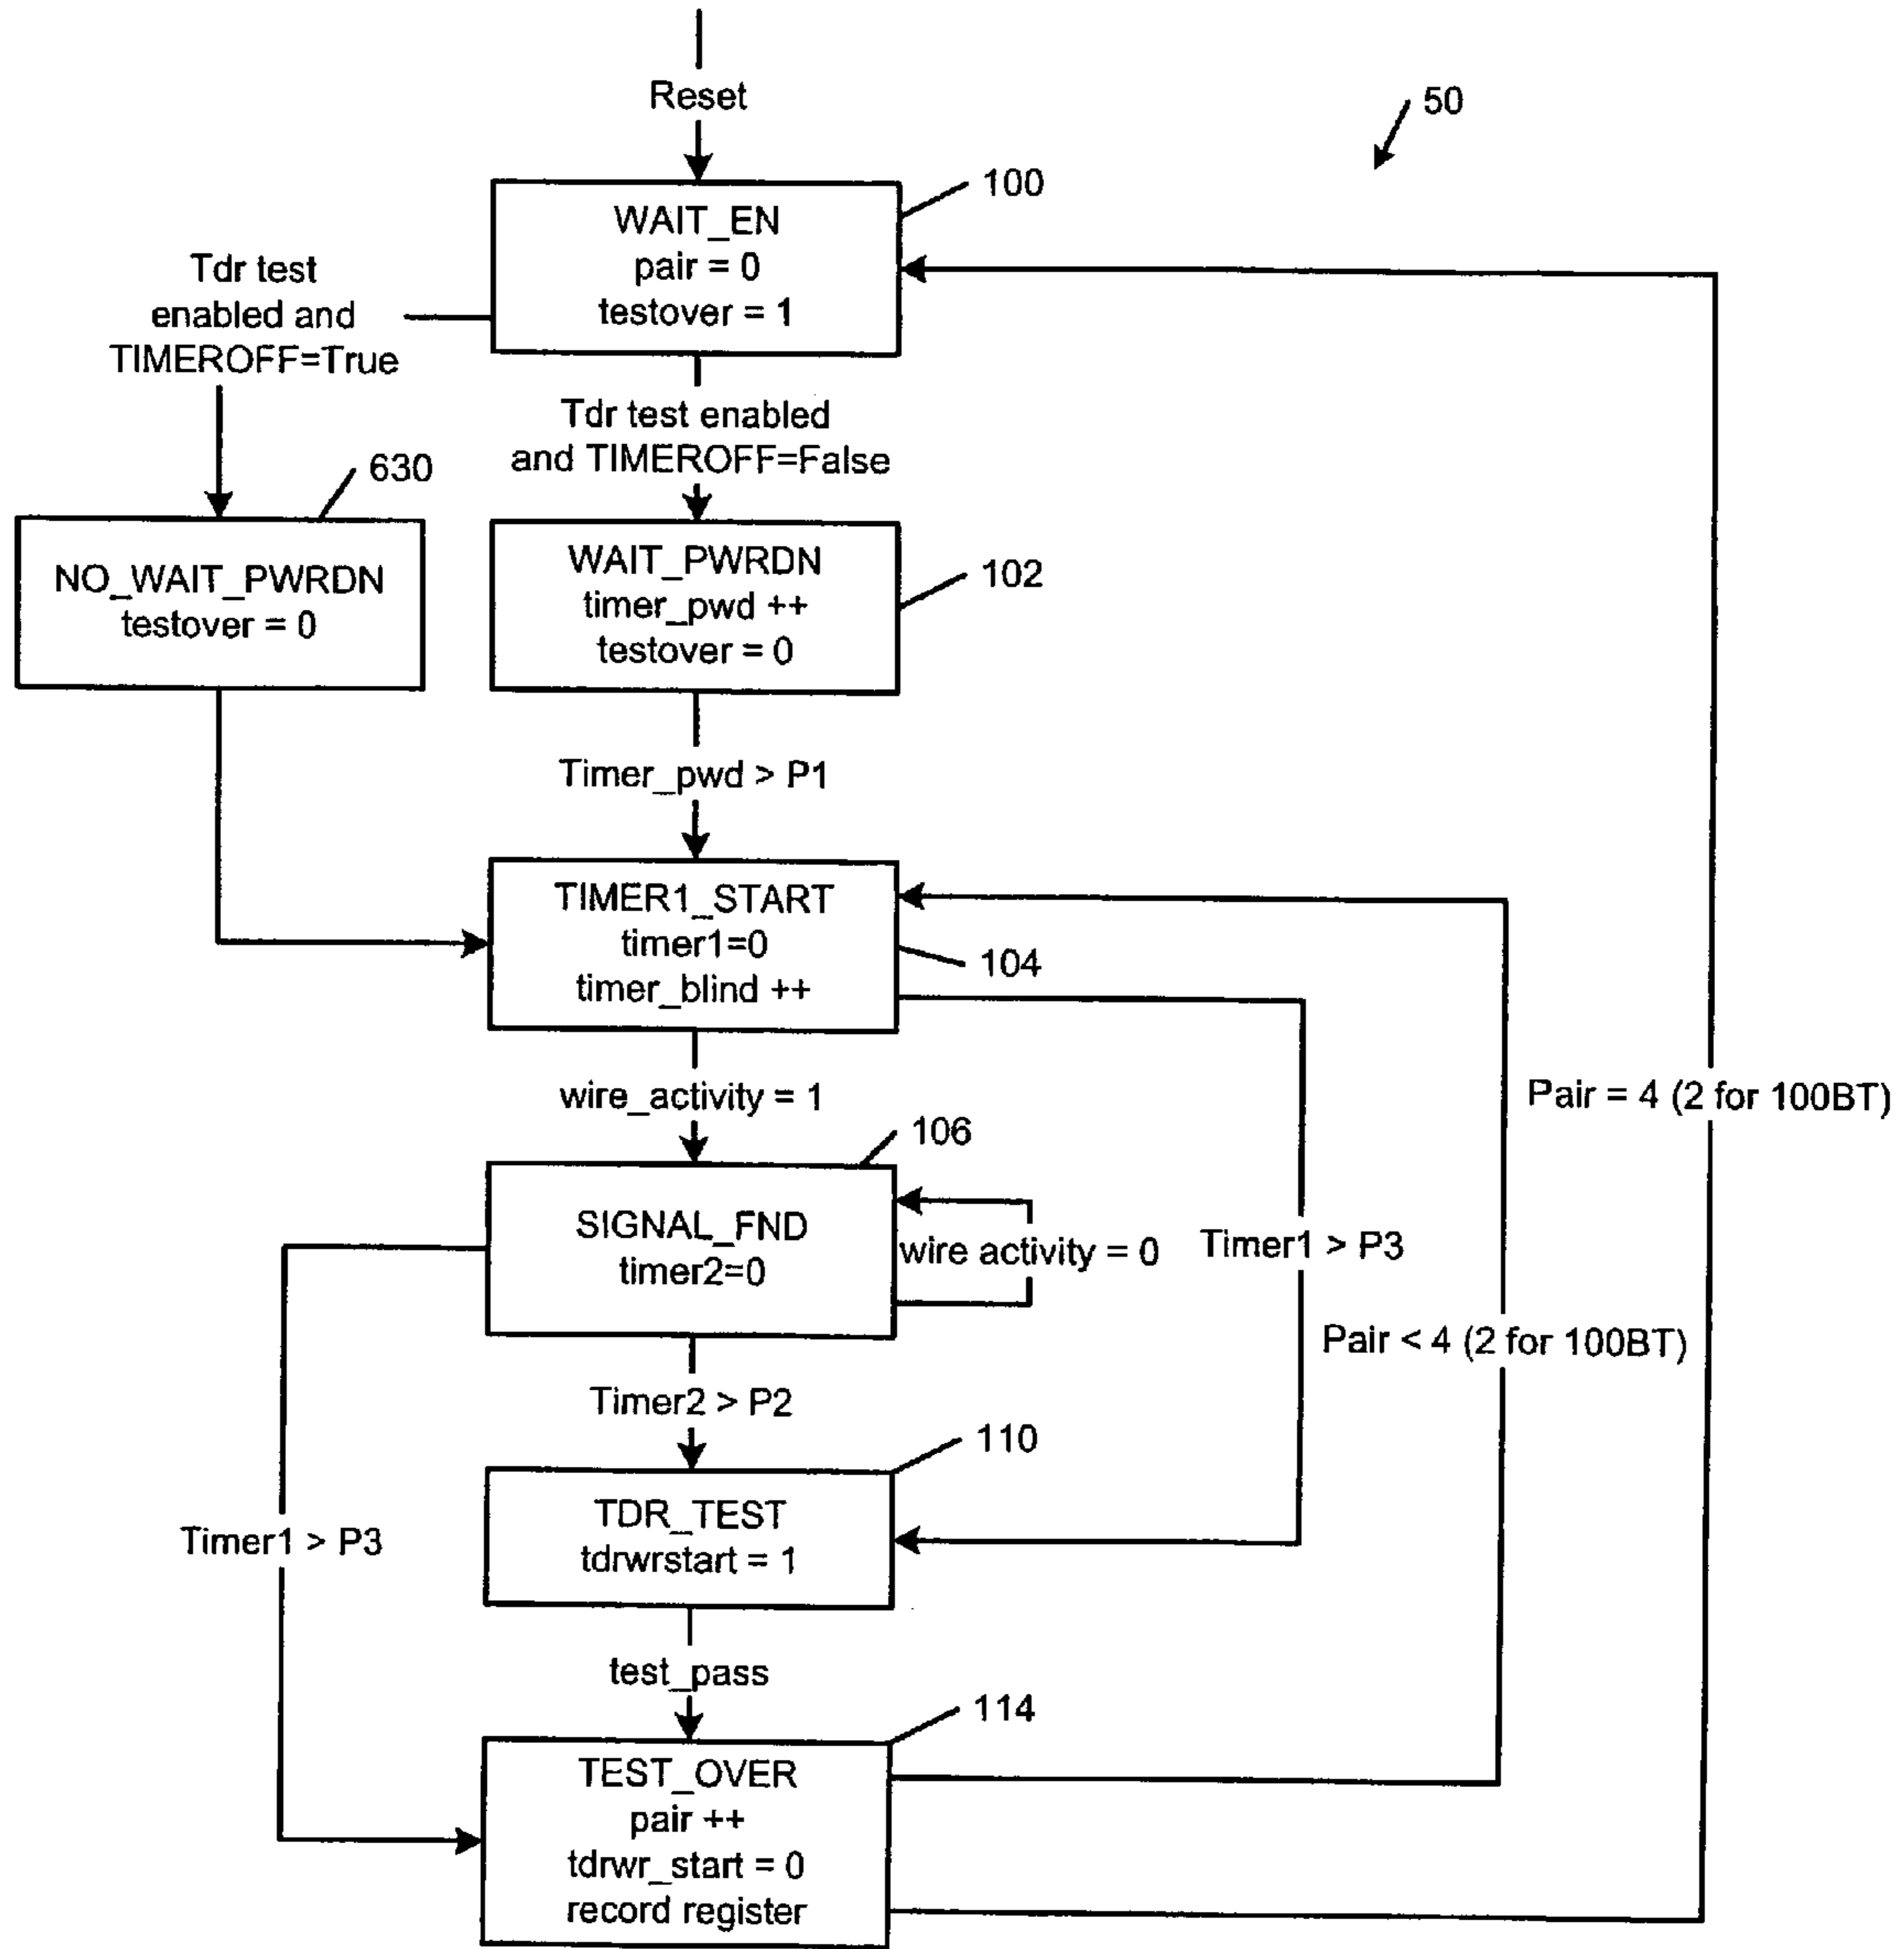 Reset
50
100
WAIT_EN
pair = 0
testover = 1
Tdr test
enabled and
TIMEROFF=True
Tdr test enabled
and TIMEROFF=False
630
NO_WAIT_PWRDN
testover = 0
WAIT_PWRDN
timer_pwd ++
testover = 0
102
Timer_pwd > P1
TIMER1_START
timer1=0
timer_blind ++
104
wire_activity = 1
Pair = 4 (2 for 100BT)
106
SIGNAL_FND
timer2=0
wire activity = 0
Timer1 > P3
Pair < 4 (2 for 100BT)
Timer2 > P2
110
TDR_TEST
tdrwrstart = 1
Timer1 > P3
test_pass
114
TEST_OVER
pair ++
tdrwr_start = 0
record register